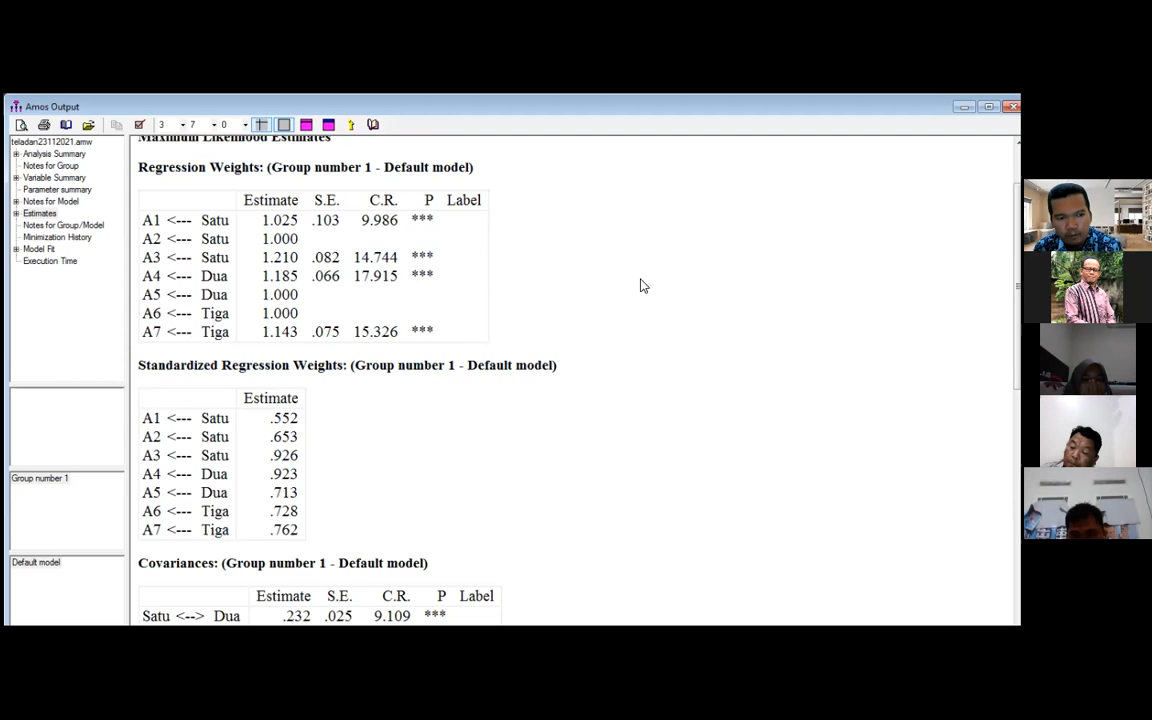 Amos Output
3 7 0
teladan23112021.amw
Analysis Summary
Notes for Group
Variable Summary
Parameter summary
Notes for Model
Estimates
Notes for Group/Model
Minimization History
Model Fit
Execution Time
Group number 1
Default model
Maximum Likelihood Estimates
Regression Weights: (Group number 1 - Default model)
Estimate S.E. C.R. P Label
A1 <--- Satu 1.025 .103 9.986 ***
A2 <--- Satu 1.000
A3 <--- Satu 1.210 .082 14.744 ***
A4 <--- Dua 1.185 .066 17.915 ***
A5 <--- Dua 1.000
A6 <--- Tiga 1.000
A7 <--- Tiga 1.143 .075 15.326 ***
Standardized Regression Weights: (Group number 1 - Default model)
Estimate
A1 <--- Satu .552
A2 <--- Satu .653
A3 <--- Satu .926
A4 <--- Dua .923
A5 <--- Dua .713
A6 <--- Tiga .728
A7 <--- Tiga .762
Covariances: (Group number 1 - Default model)
Estimate S.E. C.R. P Label
Satu <--> Dua .232 .025 9.109 ***